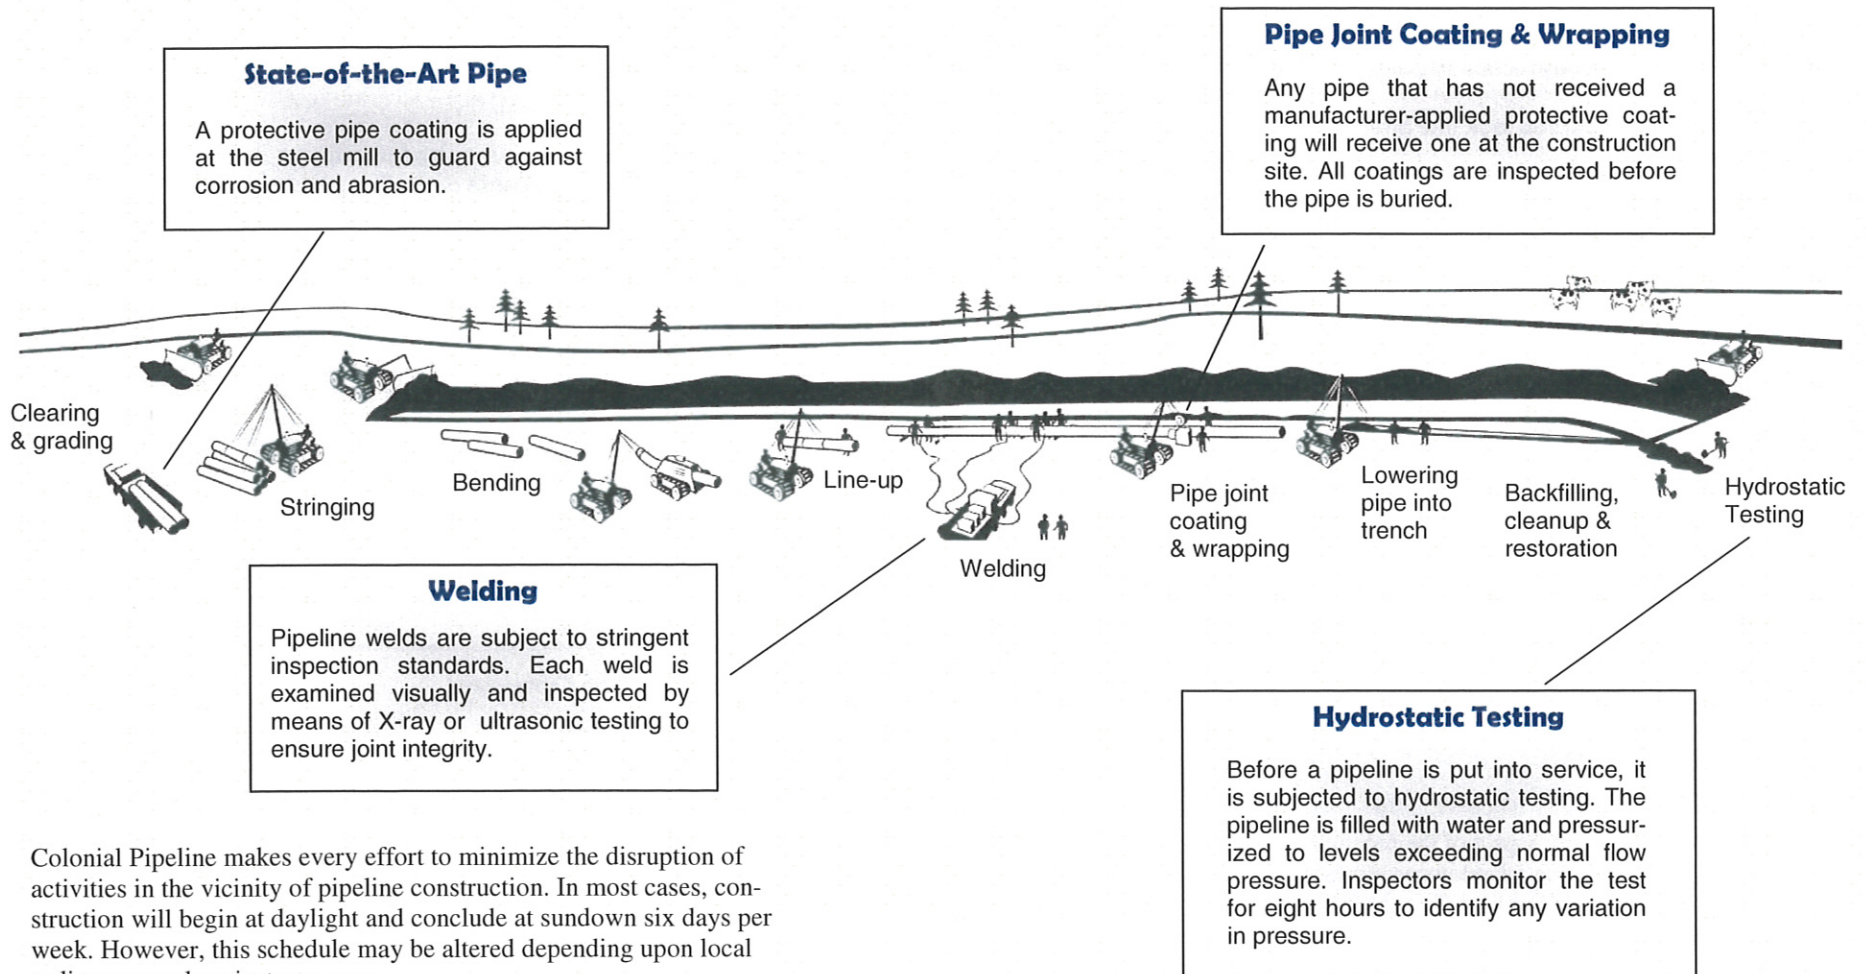 State-of-the-Art Pipe
A protective pipe coating is applied
at the steel mill to guard against
corrosion and abrasion.
Pipe Joint Coating & Wrapping
Any pipe that has not received a
manufacturer-applied protective coat-
ing will receive one at the construction
site. All coatings are inspected before
the pipe is buried.
Clearing
& grading
Stringing
Bending
Line-up
Welding
Pipe joint
coating
& wrapping
Lowering
pipe into
trench
Backfilling,
cleanup &
restoration
Hydrostatic
Testing
Welding
Pipeline welds are subject to stringent
inspection standards. Each weld is
examined visually and inspected by
means of X-ray or ultrasonic testing to
ensure joint integrity.
Hydrostatic Testing
Before a pipeline is put into service, it
is subjected to hydrostatic testing. The
pipeline is filled with water and pressur-
ized to levels exceeding normal flow
pressure. Inspectors monitor the test
for eight hours to identify any variation
in pressure.
Colonial Pipeline makes every effort to minimize the disruption of
activities in the vicinity of pipeline construction. In most cases, con-
struction will begin at daylight and conclude at sundown six days per
week. However, this schedule may be altered depending upon local